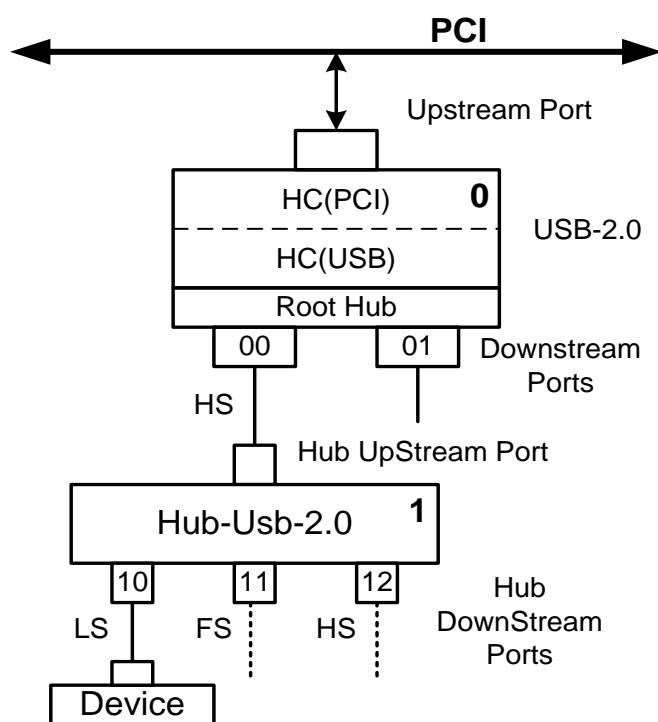 PCI
Upstream Port
HC(PCI) 0
USB-2.0
HC(USB)
Root Hub
00 01
Downstream
Ports
HS
Hub UpStream Port
Hub-Usb-2.0 1
10 11 12
Hub
DownStream
Ports
LS FS HS
Device